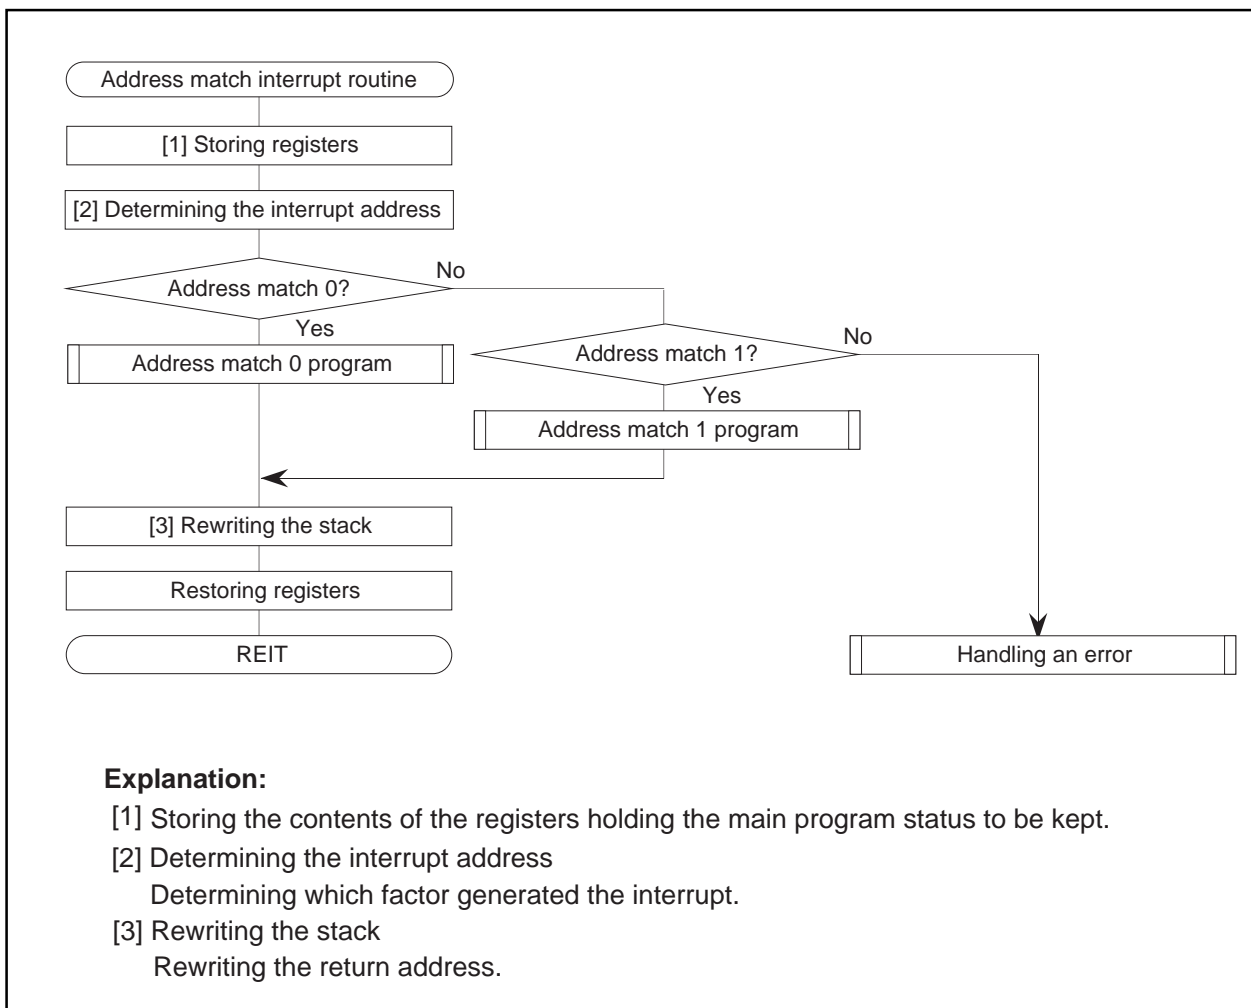 Address match interrupt routine
[1] Storing registers
[2] Determining the interrupt address
Address match 0?
No
Yes
Address match 0 program
Address match 1?
No
Yes
Address match 1 program
[3] Rewriting the stack
Restoring registers
REIT
Handling an error
Explanation:
[1] Storing the contents of the registers holding the main program status to be kept.
[2] Determining the interrupt address
Determining which factor generated the interrupt.
[3] Rewriting the stack
Rewriting the return address.